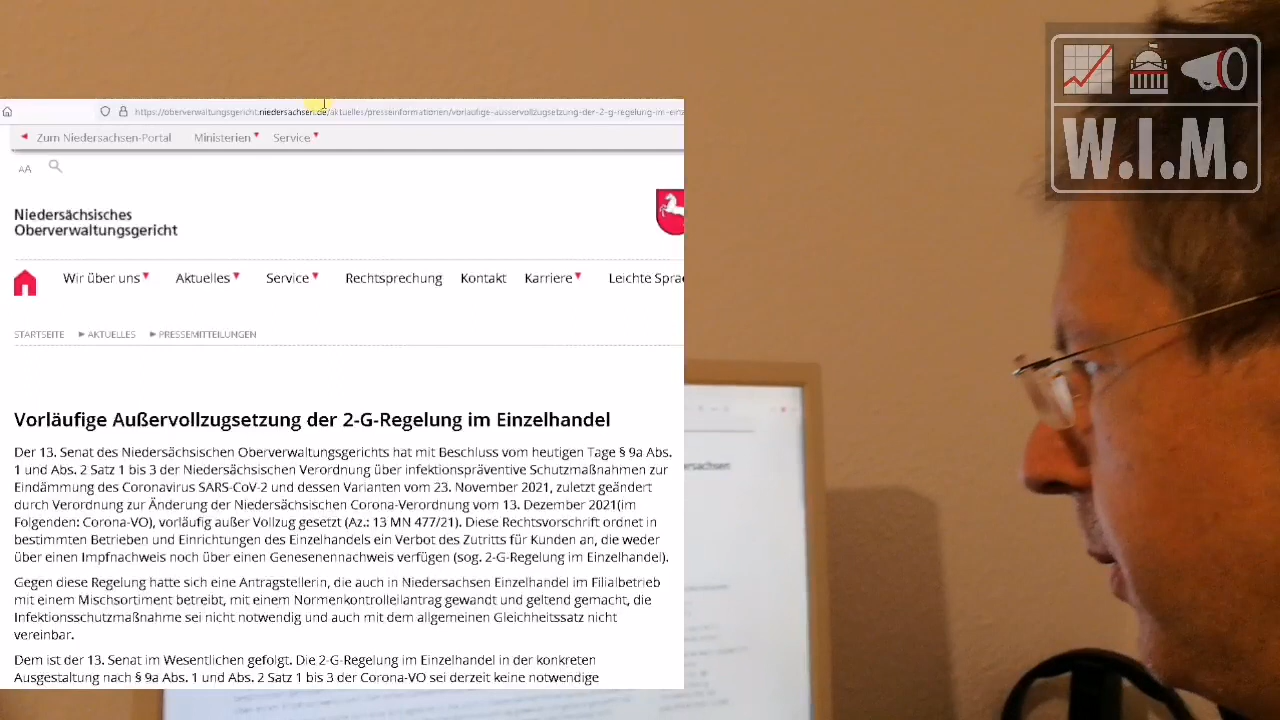 W.I.M.
https://oberverwaltungsgericht.niedersachsen.de/aktuelles/presseinformationen/vorlaufige-ausservollzugsetzung-der-2-g-regelung-im-einz
Zum Niedersachsen-Portal Ministerien Service
AA
Niedersächsisches
Oberverwaltungsgericht
Wir über uns Aktuelles Service Rechtsprechung Kontakt Karriere Leichte Sprac
STARTSEITE AKTUELLES PRESSEMITTEILUNGEN
Vorläufige Außervollzugsetzung der 2-G-Regelung im Einzelhandel
Der 13. Senat des Niedersächsischen Oberverwaltungsgerichts hat mit Beschluss vom heutigen Tage § 9a Abs.
1 und Abs. 2 Satz 1 bis 3 der Niedersächsischen Verordnung über infektionspräventive Schutzmaßnahmen zur
Eindämmung des Coronavirus SARS-CoV-2 und dessen Varianten vom 23. November 2021, zuletzt geändert
durch Verordnung zur Änderung der Niedersächsischen Corona-Verordnung vom 13. Dezember 2021(im
Folgenden: Corona-VO), vorläufig außer Vollzug gesetzt (Az.: 13 MN 477/21). Diese Rechtsvorschrift ordnet in
bestimmten Betrieben und Einrichtungen des Einzelhandels ein Verbot des Zutritts für Kunden an, die weder
über einen Impfnachweis noch über einen Genesenennachweis verfügen (sog. 2-G-Regelung im Einzelhandel).
Gegen diese Regelung hatte sich eine Antragstellerin, die auch in Niedersachsen Einzelhandel im Filialbetrieb
mit einem Mischsortiment betreibt, mit einem Normenkontrolleilantrag gewandt und geltend gemacht, die
Infektionsschutzmaßnahme sei nicht notwendig und auch mit dem allgemeinen Gleichheitssatz nicht
vereinbar.
Dem ist der 13. Senat im Wesentlichen gefolgt. Die 2-G-Regelung im Einzelhandel in der konkreten
Ausgestaltung nach § 9a Abs. 1 und Abs. 2 Satz 1 bis 3 der Corona-VO sei derzeit keine notwendige